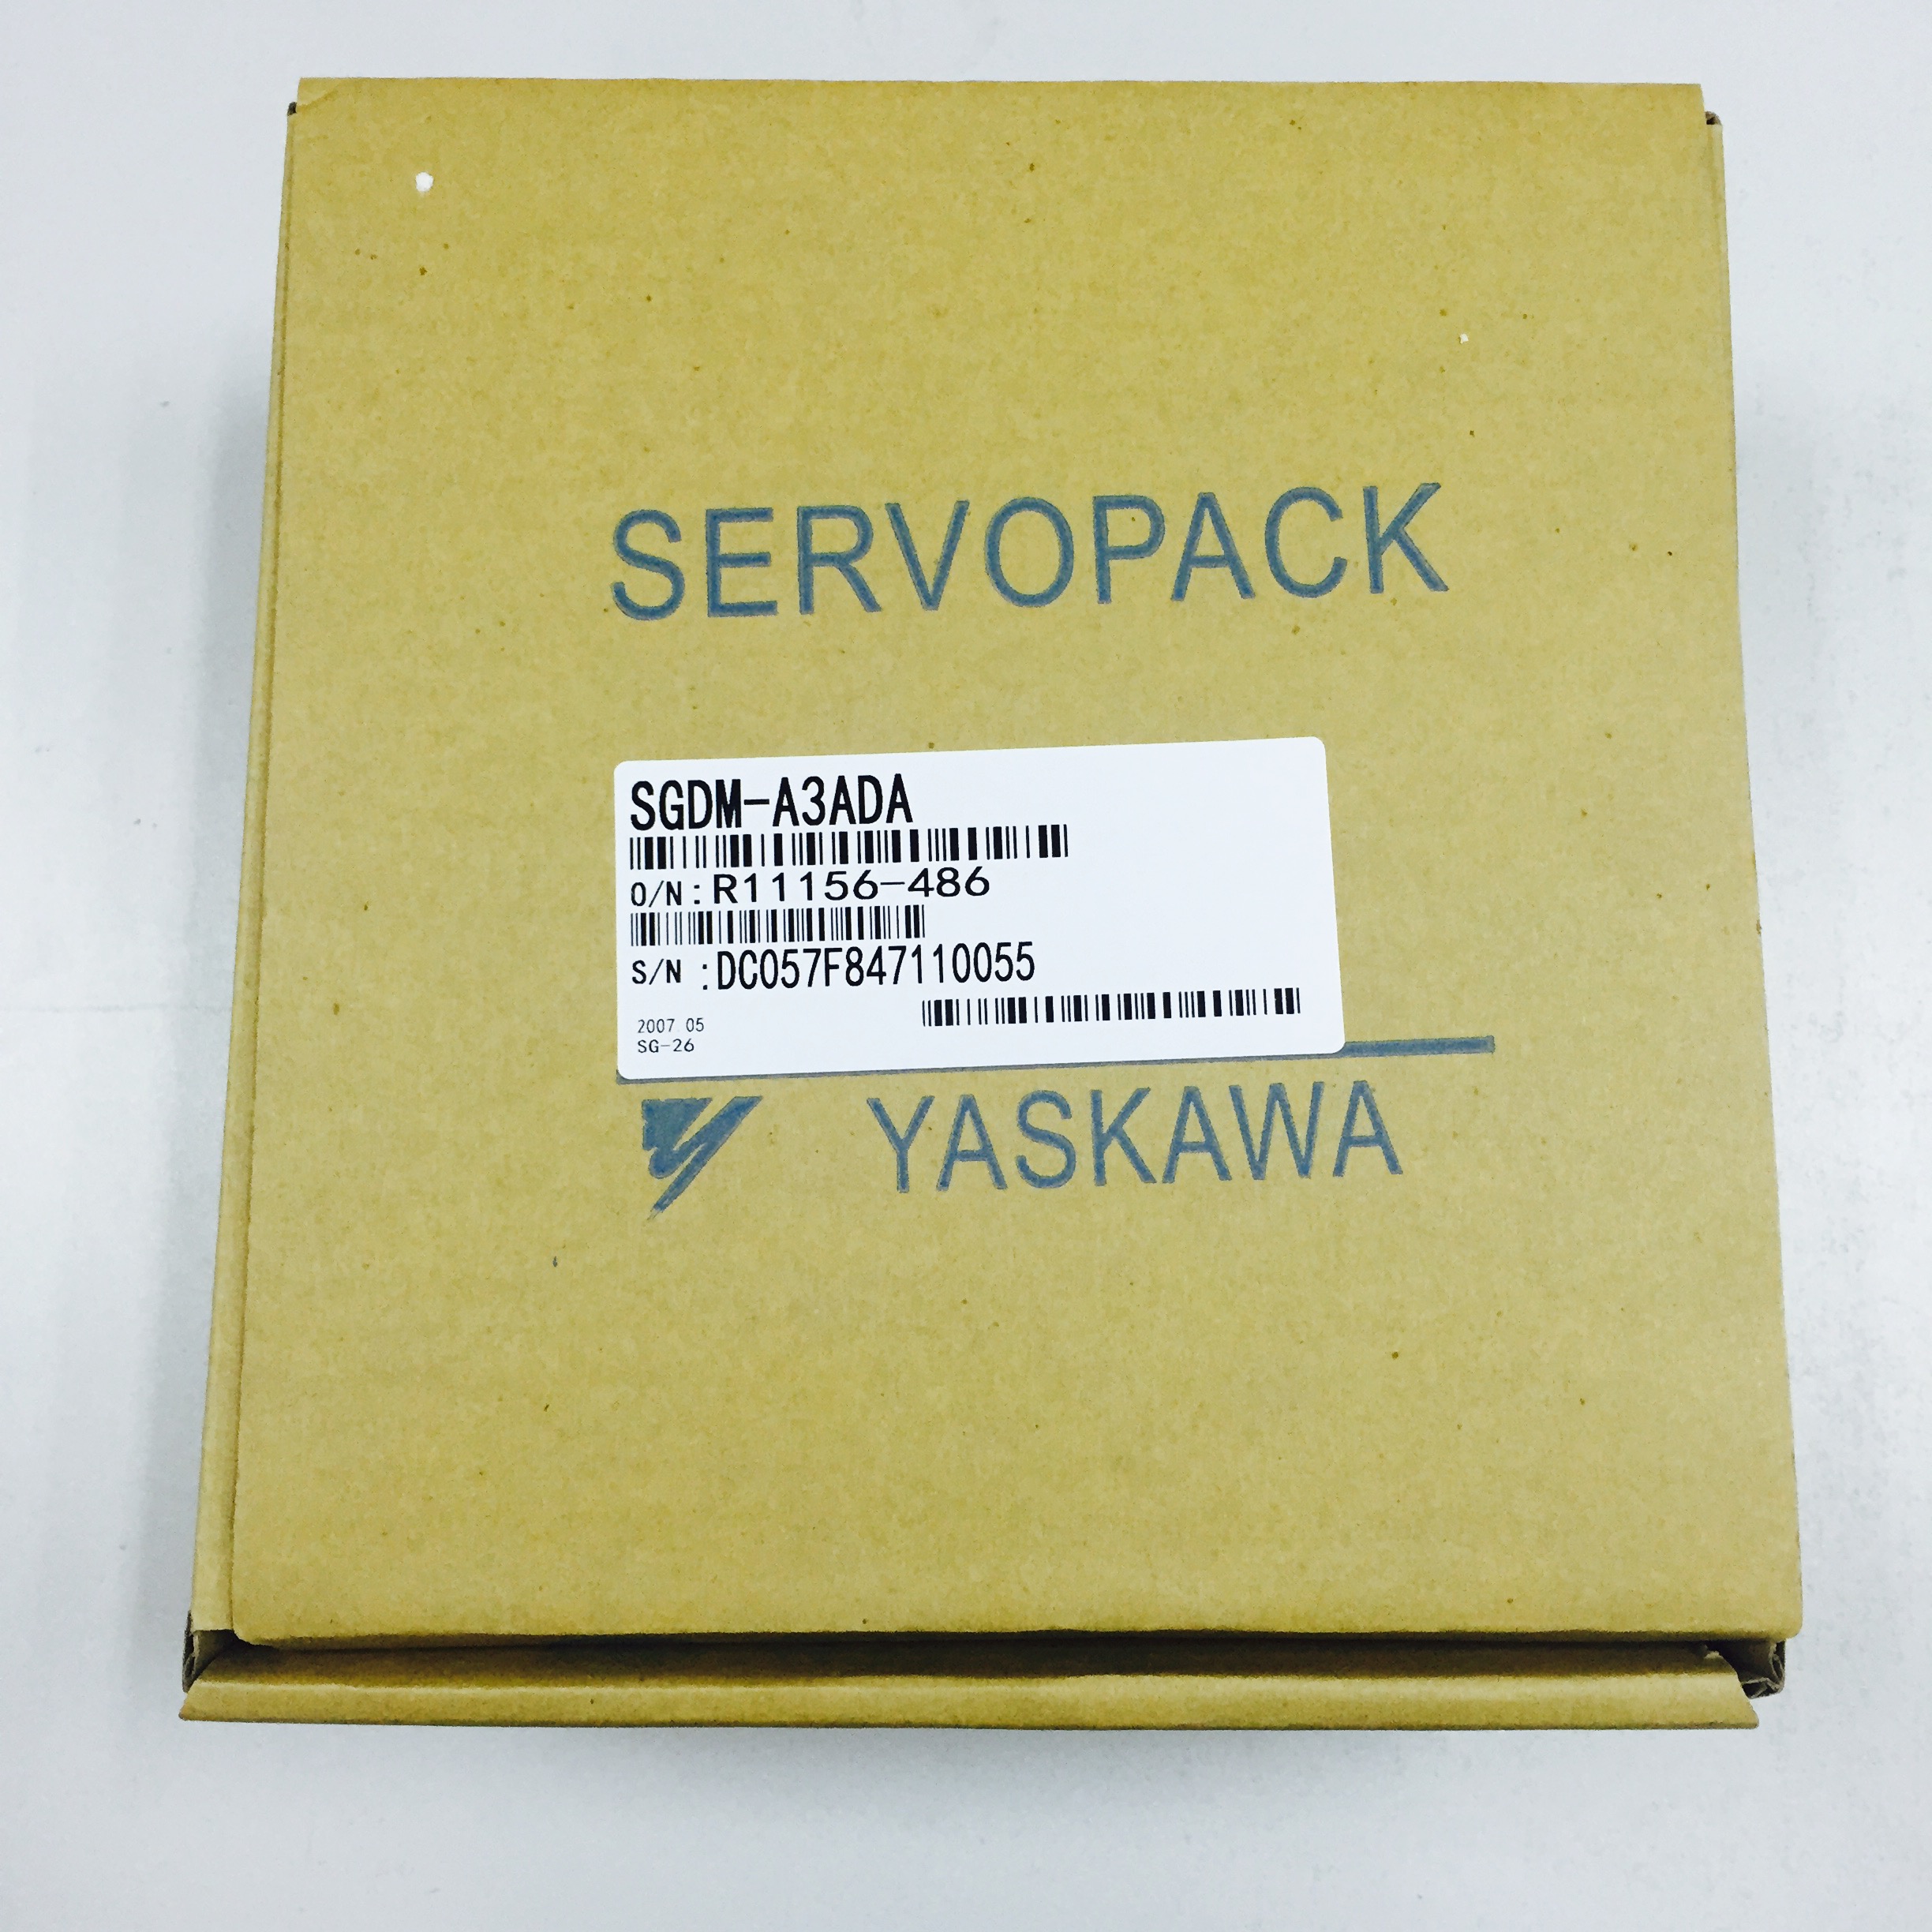 SERVOPACK
SGDM-A3ADA
O/N:R11156-486
S/N :DC057F847110055
2007 05
SG-26
YASKAWA